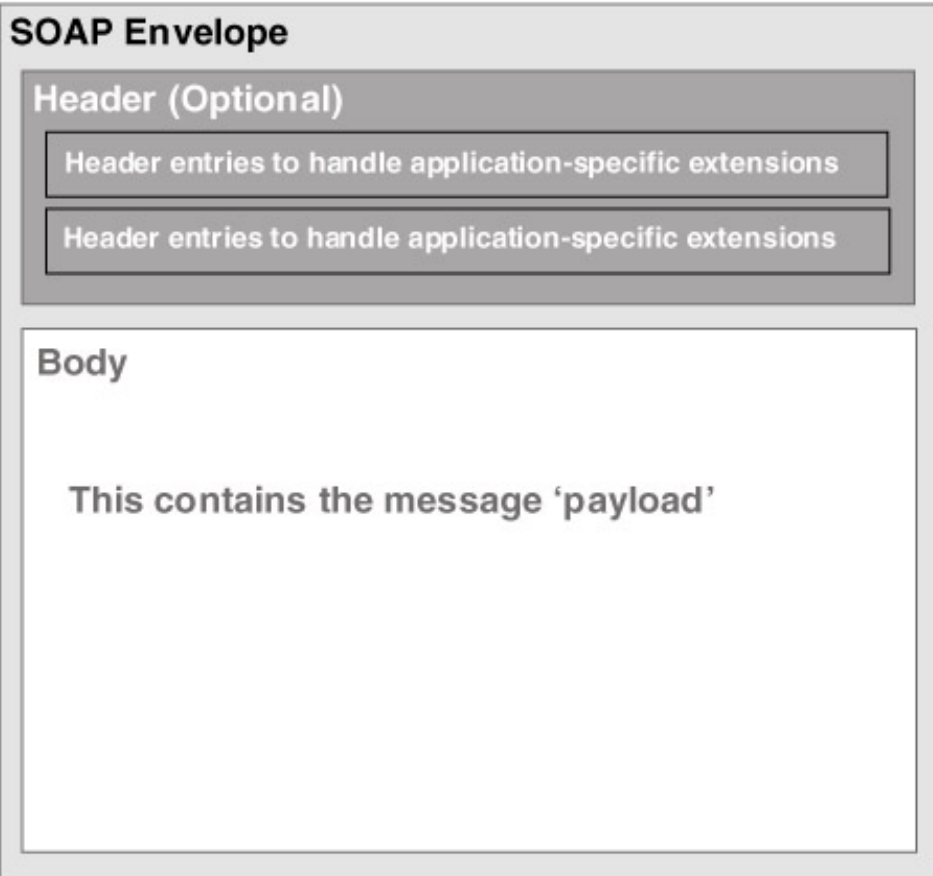 SOAP Envelope
Header (Optional)
Header entries to handle application-specific extensions
Header entries to handle application-specific extensions
Body
This contains the message ‘payload’